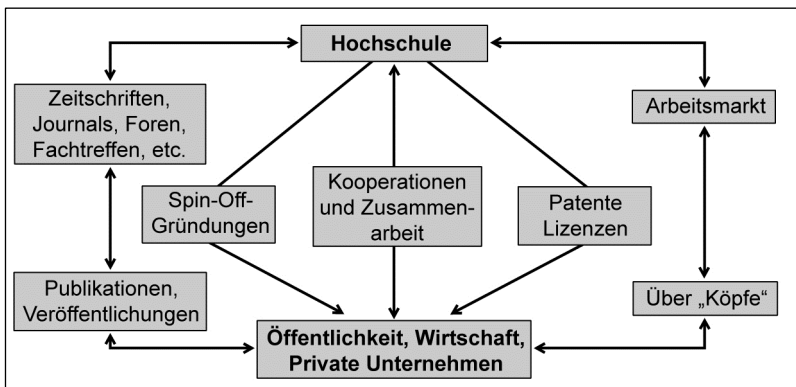 Hochschule
Zeitschriften,
Journals, Foren,
Fachtreffen, etc.
Arbeitsmarkt
Spin-Off-
Gründungen
Kooperationen
und Zusammen-
arbeit
Patente
Lizenzen
Publikationen,
Veröffentlichungen
Über „Köpfe“
Öffentlichkeit, Wirtschaft,
Private Unternehmen